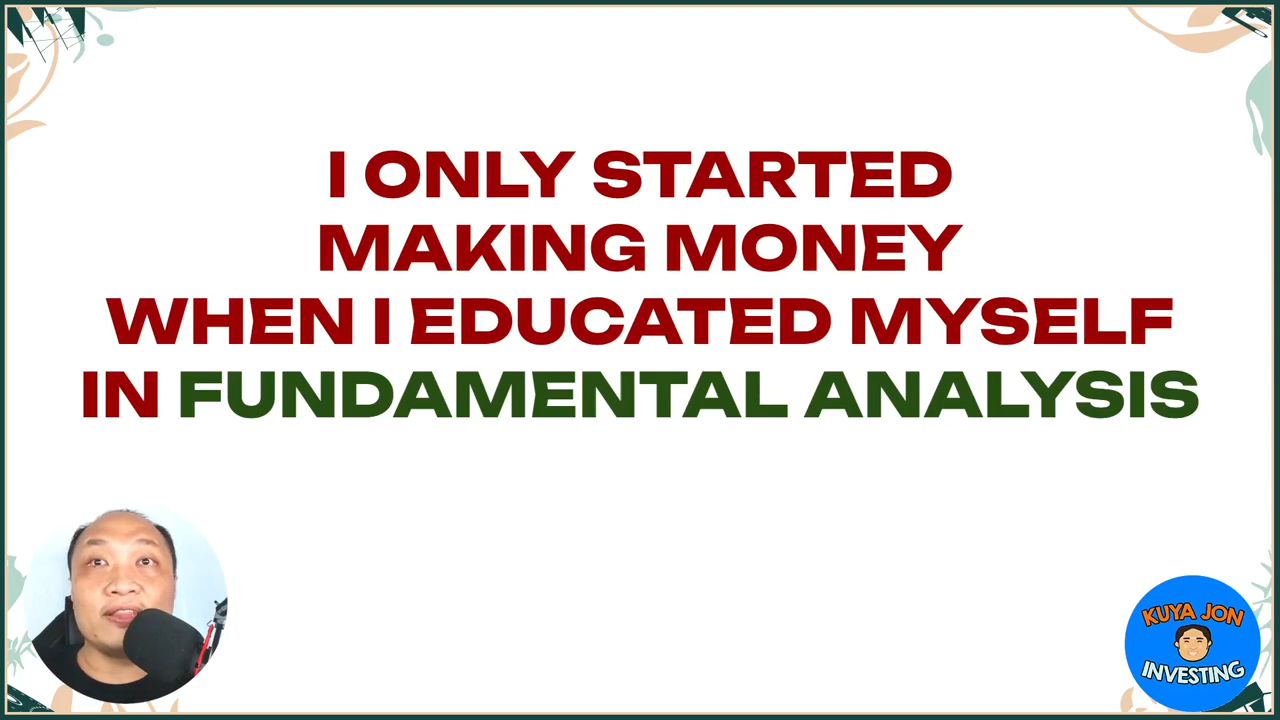 I ONLY STARTED
MAKING MONEY
WHEN I EDUCATED MYSELF
IN FUNDAMENTAL ANALYSIS
KUYA JON
INVESTING